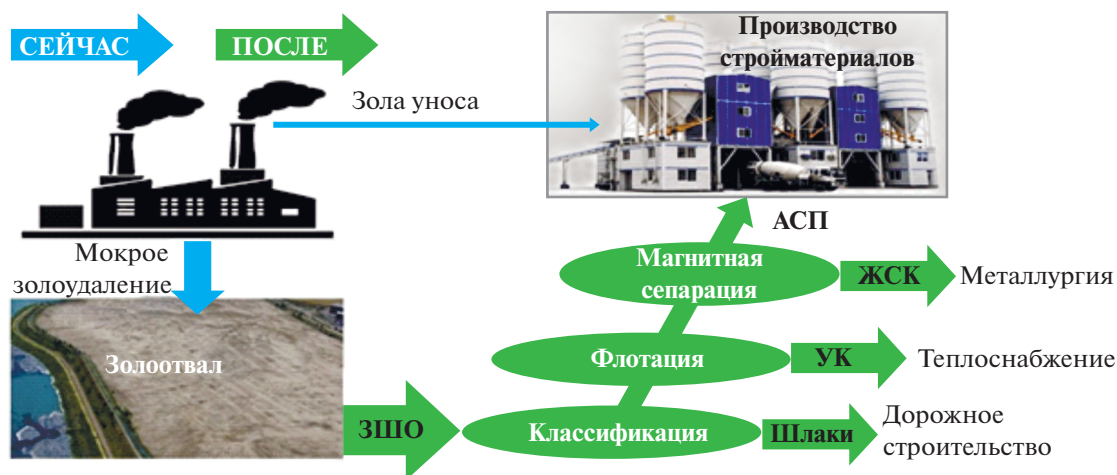 СЕЙЧАС
ПОСЛЕ
Производство
стройматериалов
Зола уноса
АСП
Мокрое
золоудаление
Магнитная
сепарация
ЖСК
Металлургия
Золоотвал
Флотация
УК
Теплоснабжение
ЗШО
Классификация
Шлаки
Дорожное
строительство